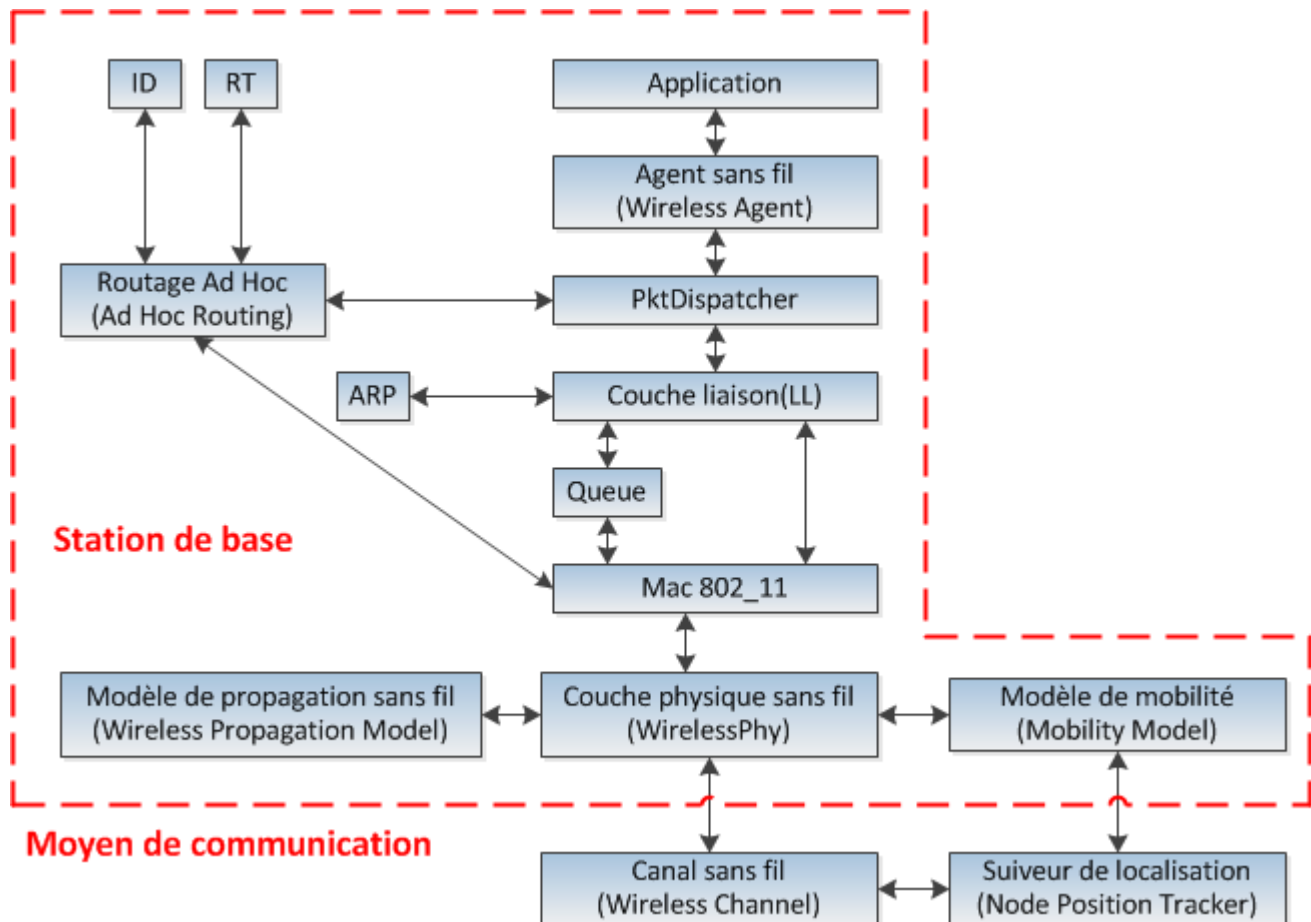 ID
RT
Application
Agent sans fil
(Wireless Agent)
Routage Ad Hoc
(Ad Hoc Routing)
PktDispatcher
ARP
Couche liaison(LL)
Queue
Station de base
Mac 802_11
Modèle de propagation sans fil
(Wireless Propagation Model)
Couche physique sans fil
(WirelessPhy)
Modèle de mobilité
(Mobility Model)
Moyen de communication
Canal sans fil
(Wireless Channel)
Suiveur de localisation
(Node Position Tracker)